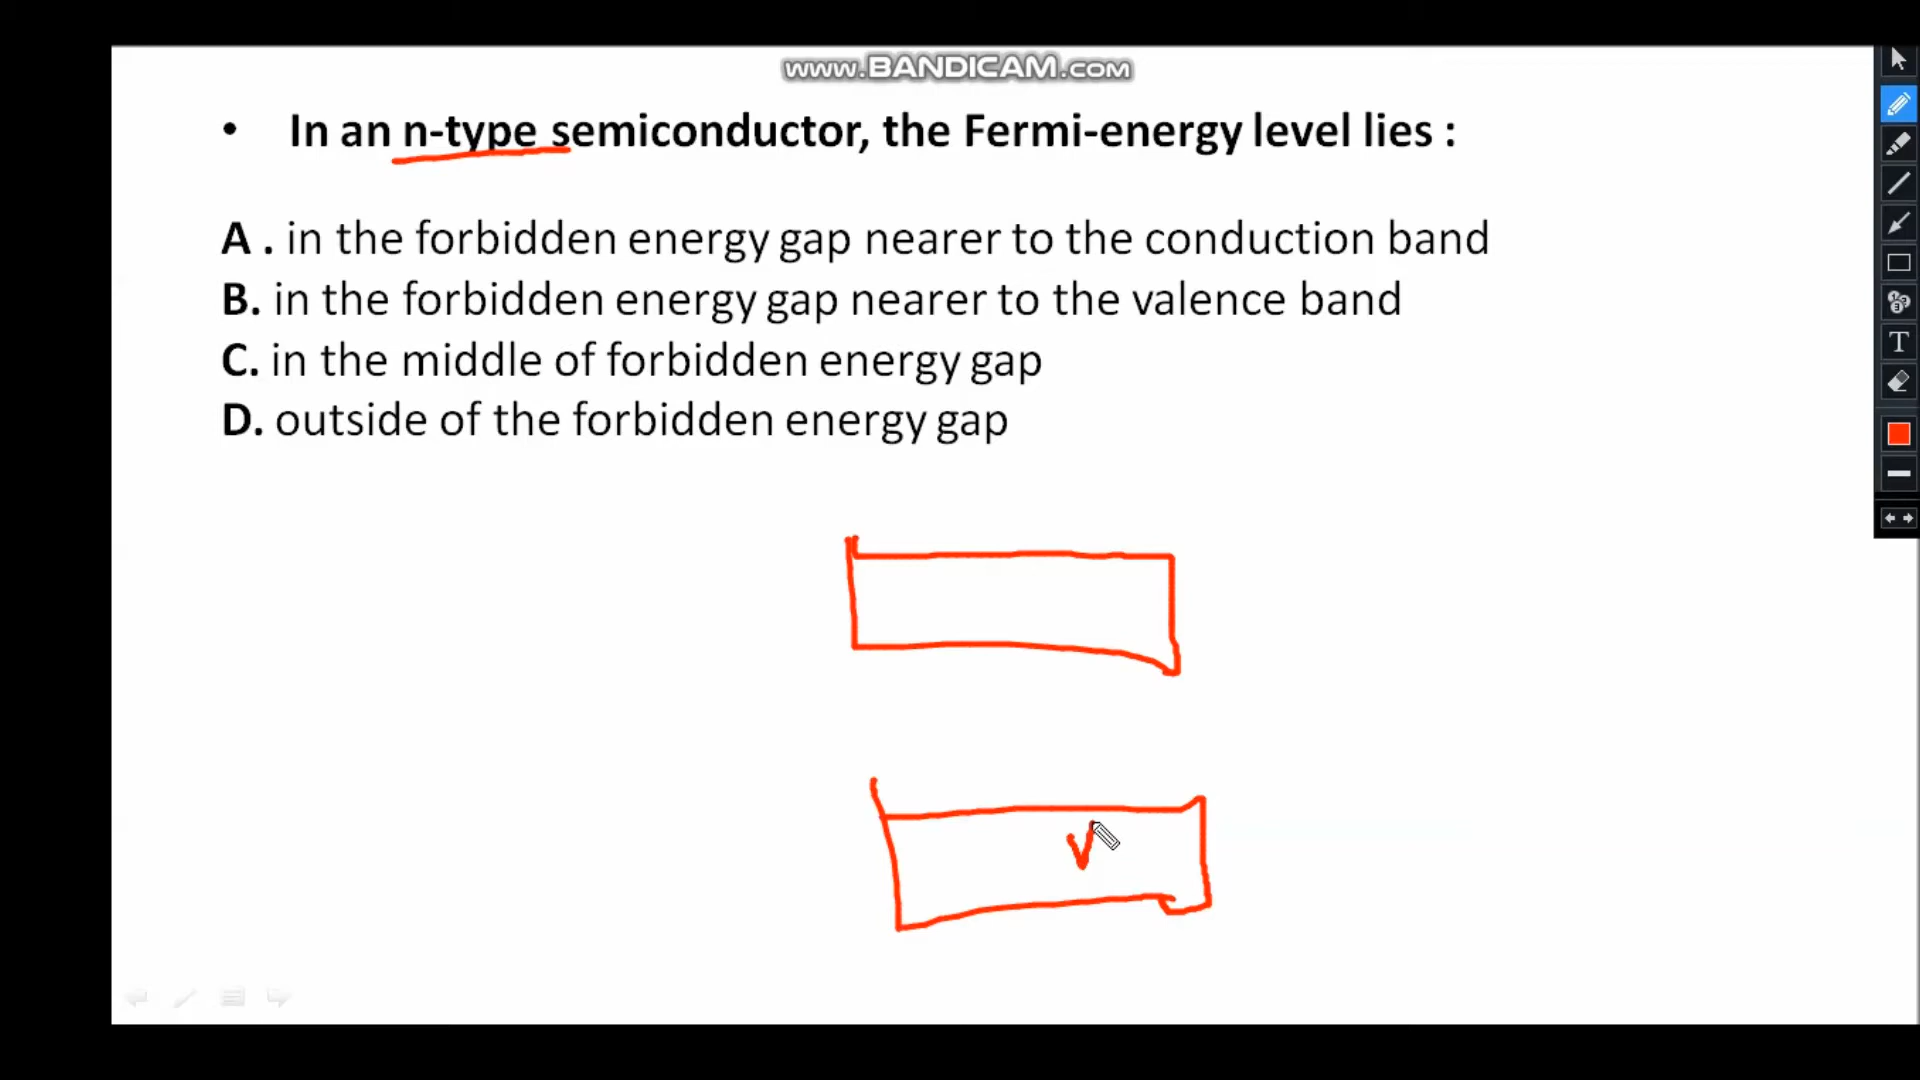 www.BANDICAM.com
• In an n-type semiconductor, the Fermi-energy level lies :
A . in the forbidden energy gap nearer to the conduction band
B. in the forbidden energy gap nearer to the valence band
C. in the middle of forbidden energy gap
D. outside of the forbidden energy gap
V